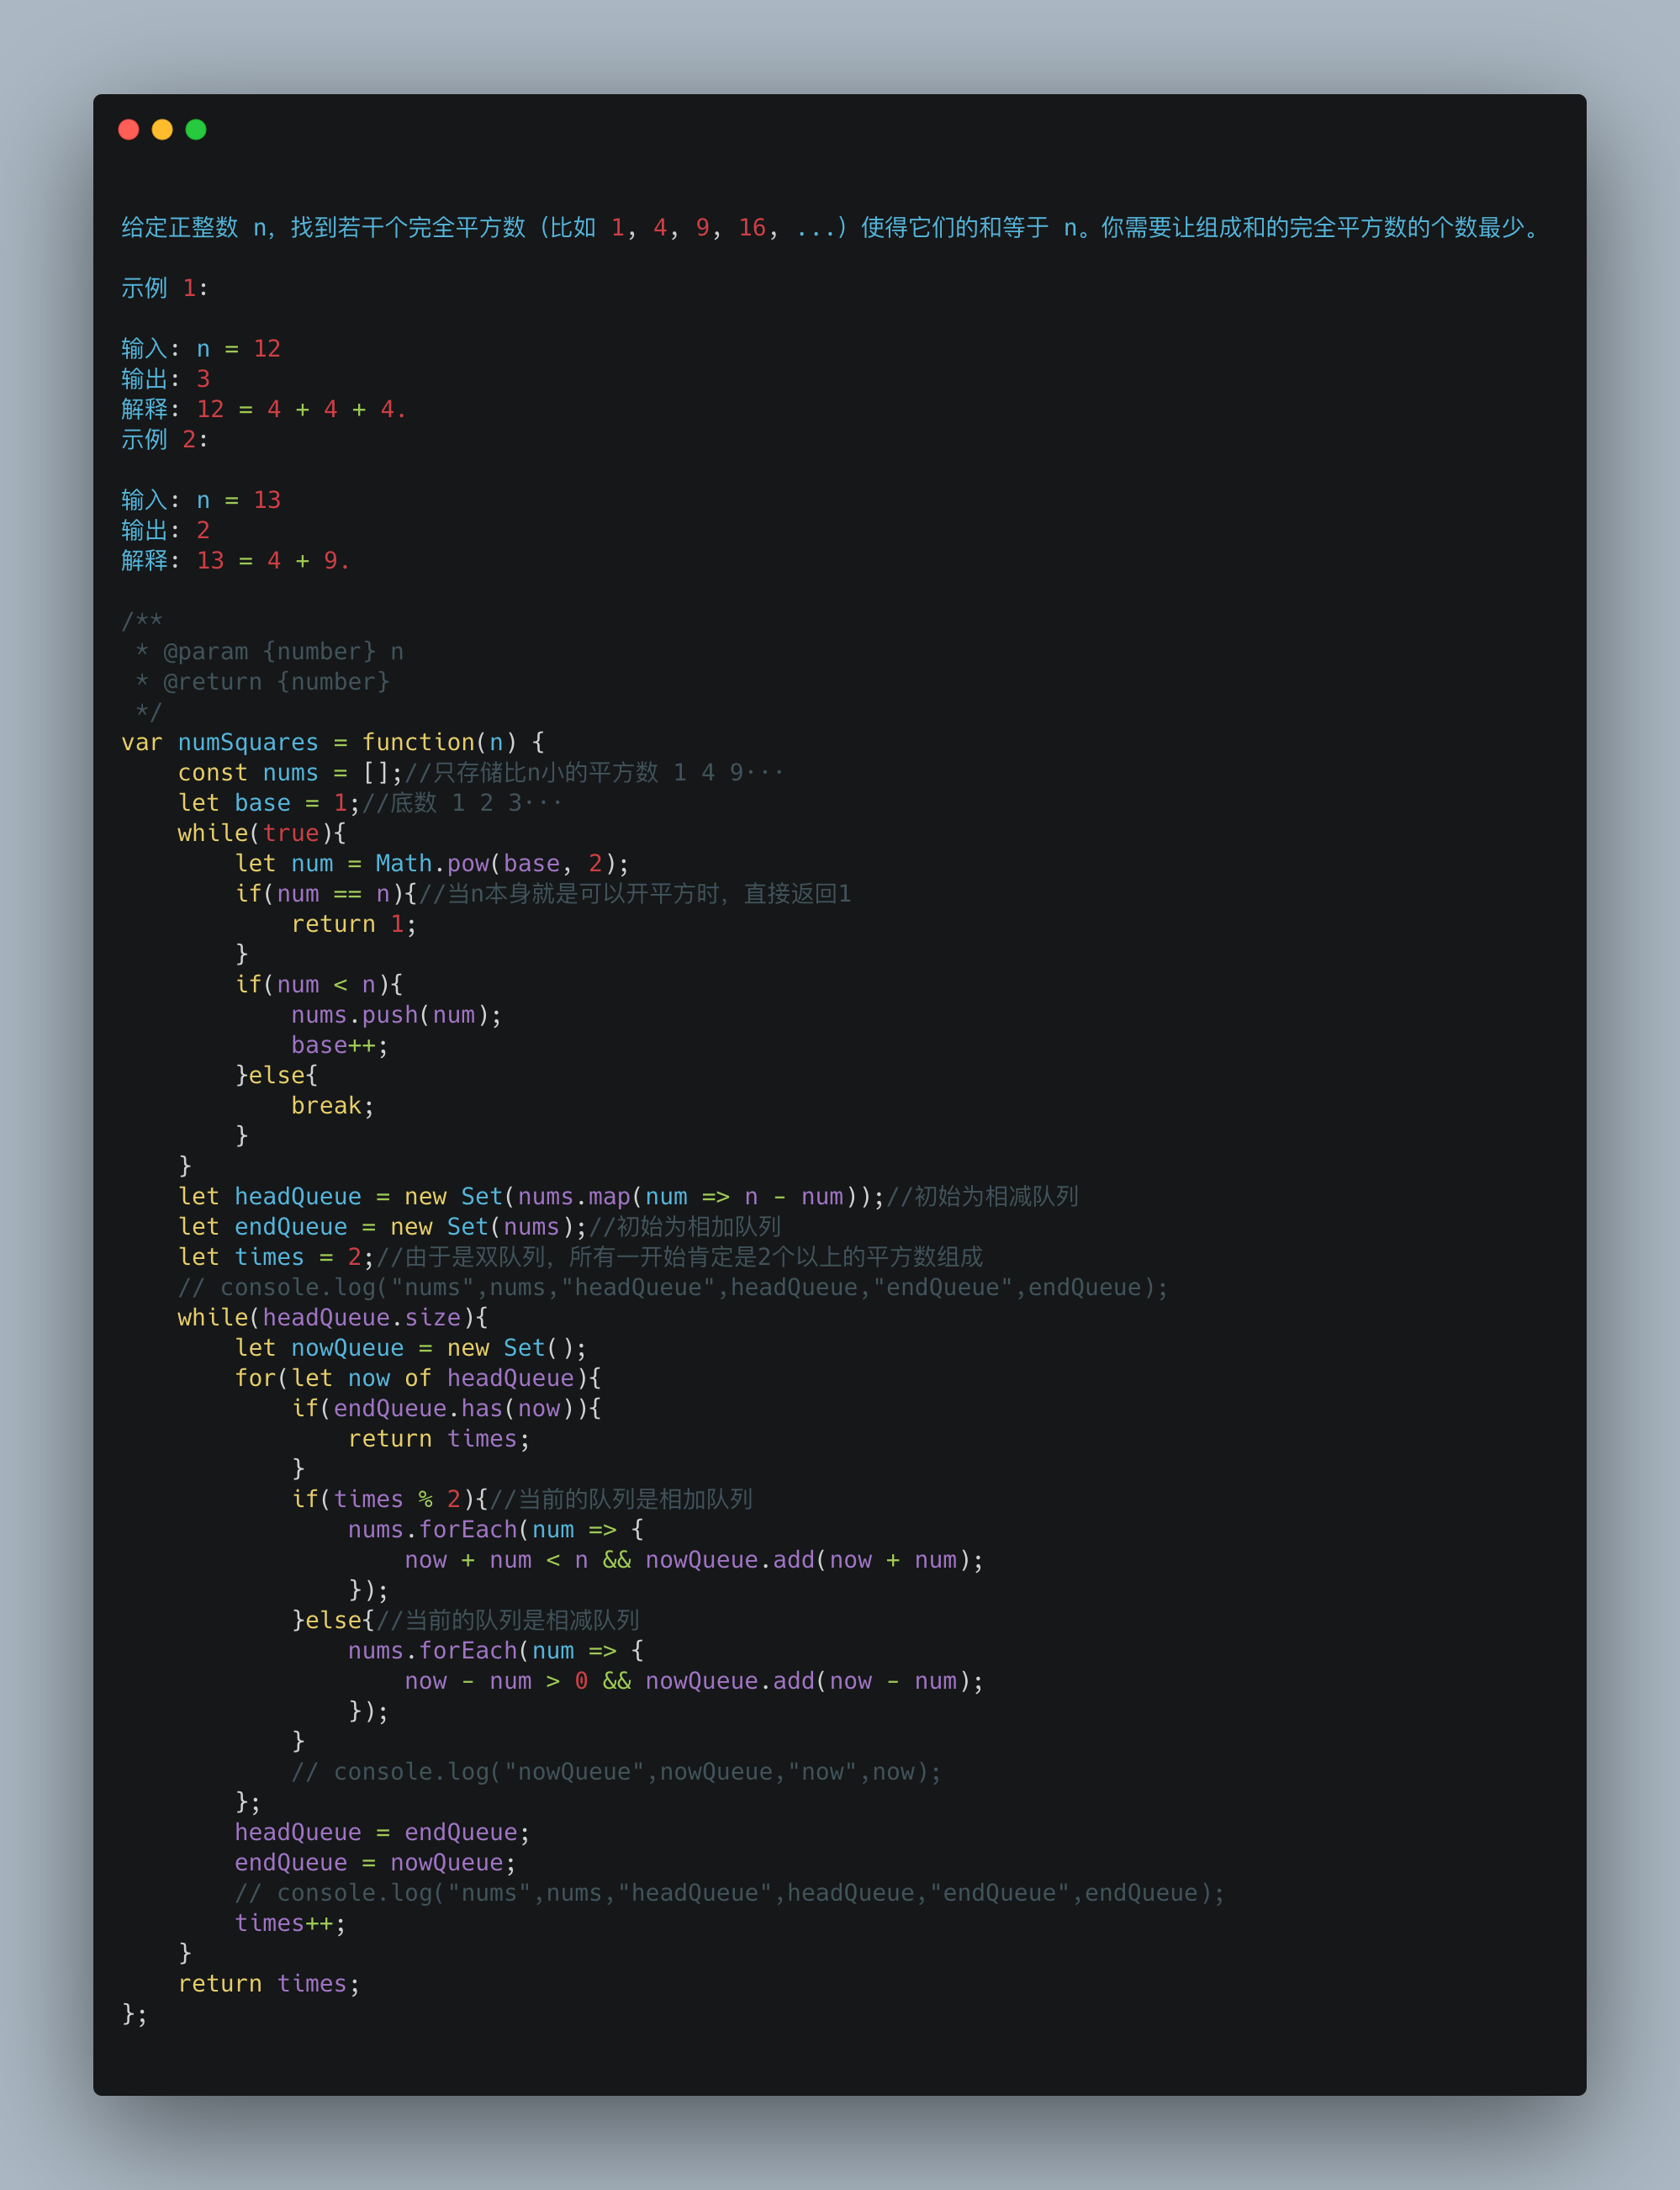 给定正整数 n，找到若干个完全平方数（比如 1, 4, 9, 16, ...）使得它们的和等于 n。你需要让组成和的完全平方数的个数最少。
示例 1:
输入: n = 12
输出: 3
解释: 12 = 4 + 4 + 4.
示例 2:
输入: n = 13
输出: 2
解释: 13 = 4 + 9.
/**
 * @param {number} n
 * @return {number}
 */
var numSquares = function(n) {
    const nums = [];//只存储比n小的平方数 1 4 9···
    let base = 1;//底数 1 2 3···
    while(true){
        let num = Math.pow(base, 2);
        if(num == n){//当n本身就是可以开平方时，直接返回1
            return 1;
        }
        if(num < n){
            nums.push(num);
            base++;
        }else{
            break;
        }
    }
    let headQueue = new Set(nums.map(num => n - num));//初始为相减队列
    let endQueue = new Set(nums);//初始为相加队列
    let times = 2;//由于是双队列，所有一开始肯定是2个以上的平方数组成
    // console.log("nums",nums,"headQueue",headQueue,"endQueue",endQueue);
    while(headQueue.size){
        let nowQueue = new Set();
        for(let now of headQueue){
            if(endQueue.has(now)){
                return times;
            }
            if(times % 2){//当前的队列是相加队列
                nums.forEach(num => {
                    now + num < n && nowQueue.add(now + num);
                });
            }else{//当前的队列是相减队列
                nums.forEach(num => {
                    now - num > 0 && nowQueue.add(now - num);
                });
            }
            // console.log("nowQueue",nowQueue,"now",now);
        };
        headQueue = endQueue;
        endQueue = nowQueue;
        // console.log("nums",nums,"headQueue",headQueue,"endQueue",endQueue);
        times++;
    }
    return times;
};